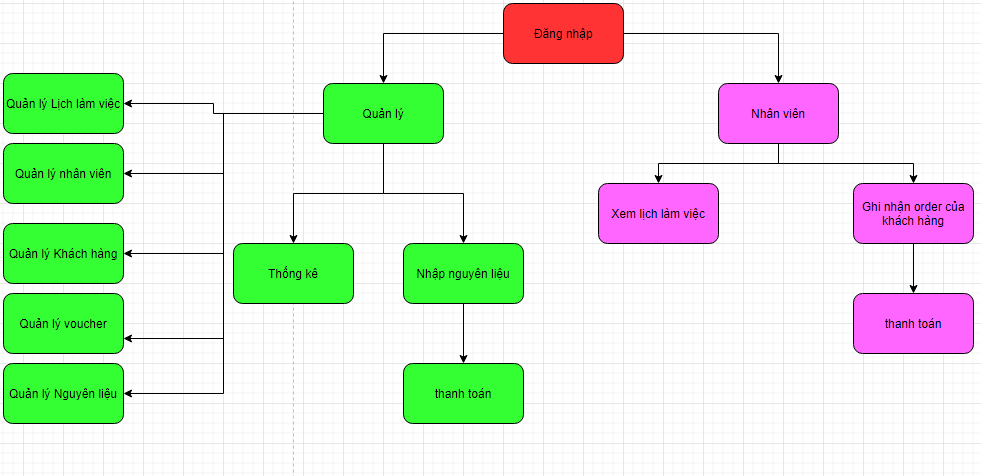 Đăng nhập
Quản lý
Nhân viên
Quản lý Lịch làm việc
Quản lý nhân viên
Quản lý Khách hàng
Quản lý voucher
Quản lý Nguyên liệu
Thống kê
Nhập nguyên liệu
thanh toán
Xem lịch làm việc
Ghi nhận order của
khách hàng
thanh toán